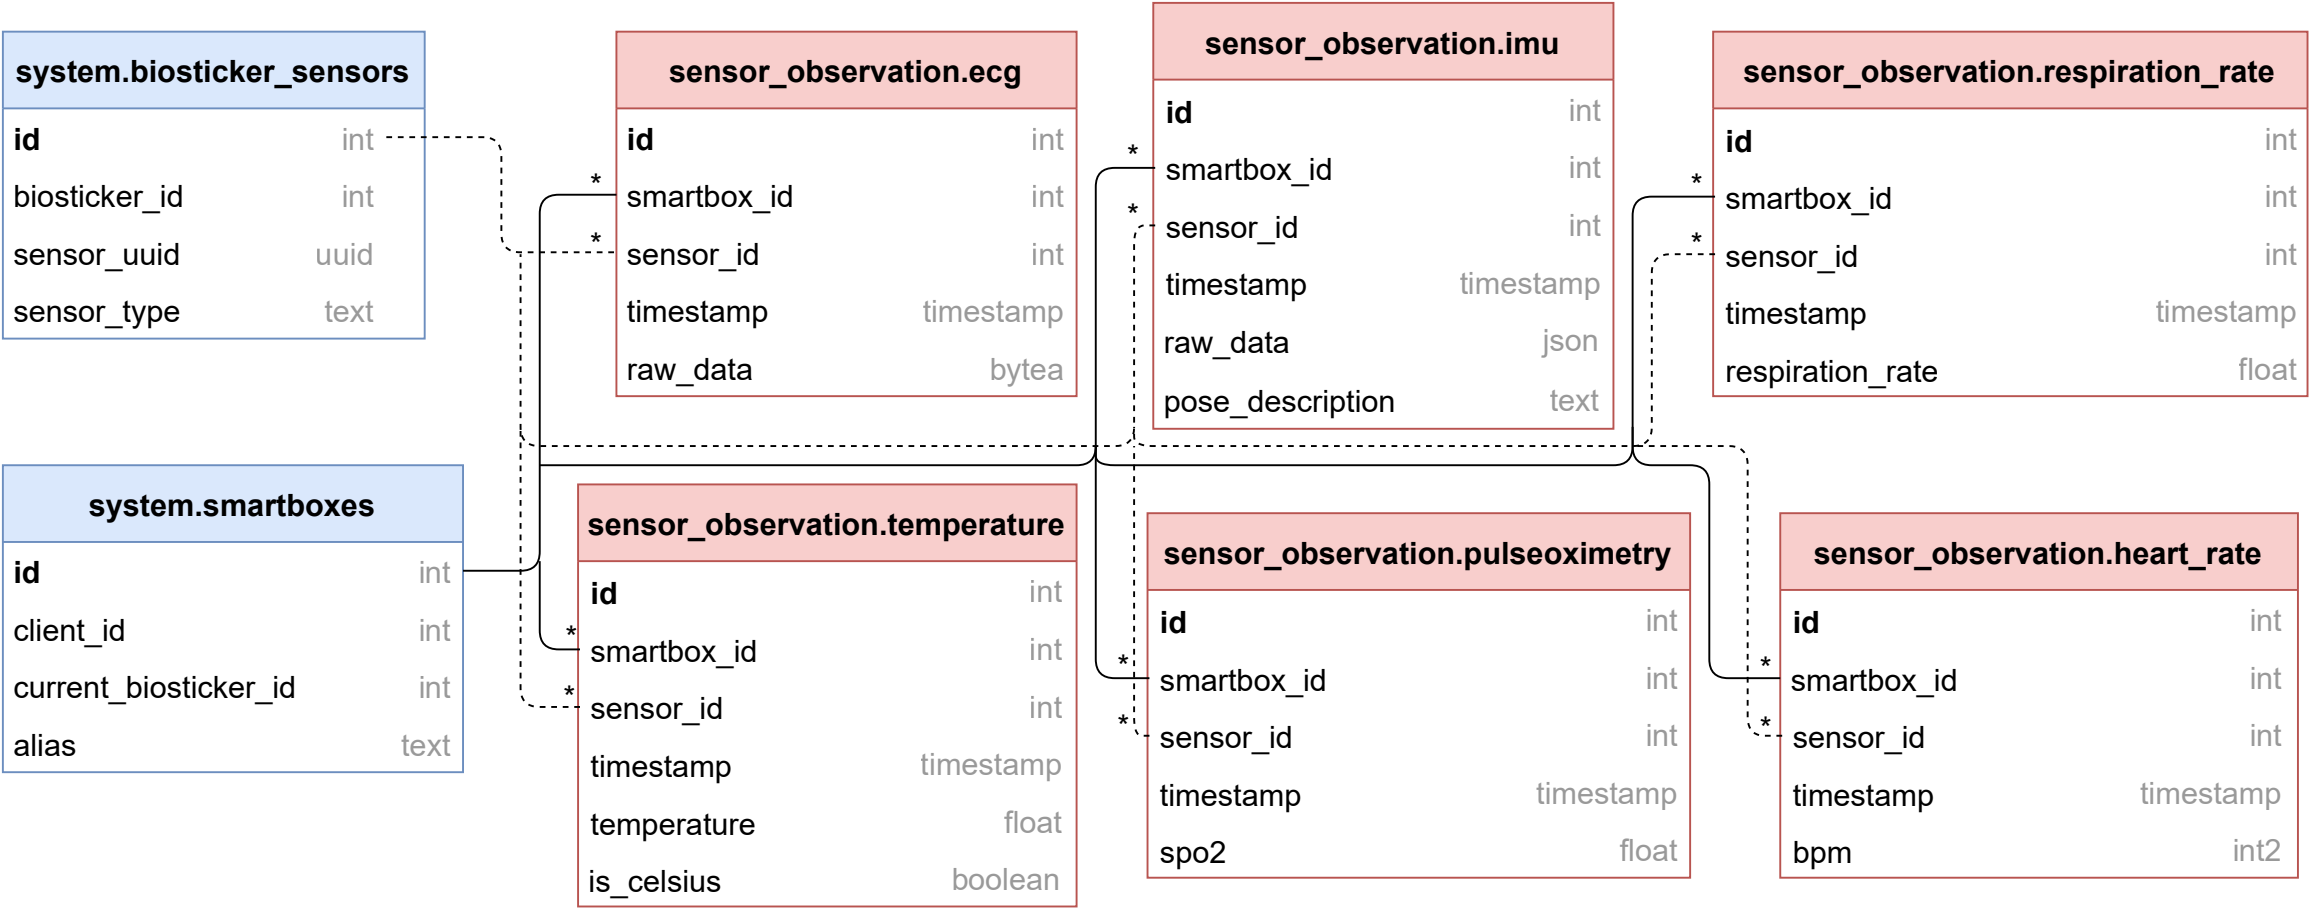 system.biosticker_sensors
id int
biosticker_id int
sensor_uuid uuid
sensor_type text
sensor_observation.ecg
id int
* smartbox_id int
* sensor_id int
timestamp timestamp
raw_data bytea
sensor_observation.imu
id int
* smartbox_id int
* sensor_id int
timestamp timestamp
raw_data json
pose_description text
sensor_observation.respiration_rate
id int
* smartbox_id int
* sensor_id int
timestamp timestamp
respiration_rate float
system.smartboxes
id int
client_id int
current_biosticker_id int
alias text
sensor_observation.temperature
id int
* smartbox_id int
* sensor_id int
timestamp timestamp
temperature float
is_celsius boolean
sensor_observation.pulseoximetry
id int
* smartbox_id int
* sensor_id int
timestamp timestamp
spo2 float
sensor_observation.heart_rate
id int
* smartbox_id int
* sensor_id int
timestamp timestamp
bpm int2